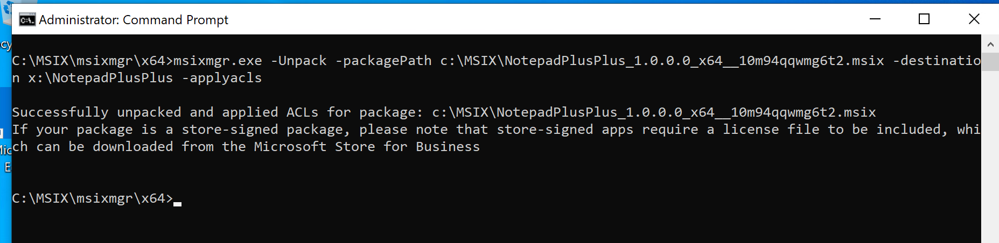 Administrator: Command Prompt
C:\MSIX\msixmgr\x64>msixmgr.exe -Unpack -packagePath c:\MSIX\NotepadPlusPlus_1.0.0.0_x64__10m94qqwmg6t2.msix -destinatio
n x:\NotepadPlusPlus -applyacls
Successfully unpacked and applied ACLs for package: c:\MSIX\NotepadPlusPlus_1.0.0.0_x64__10m94qqwmg6t2.msix
If your package is a store-signed package, please note that store-signed apps require a license file to be included, whi
ch can be downloaded from the Microsoft Store for Business
C:\MSIX\msixmgr\x64>